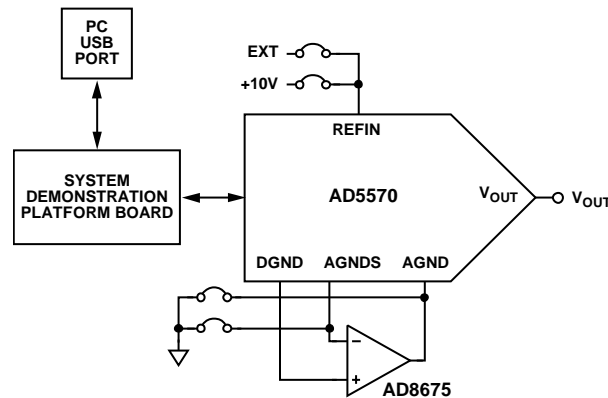 PC
USB
PORT
EXT
+10V
REFIN
SYSTEM
DEMONSTRATION
PLATFORM BOARD
AD5570
VOUT
VOUT
DGND
AGNDS
AGND
−
+
AD8675